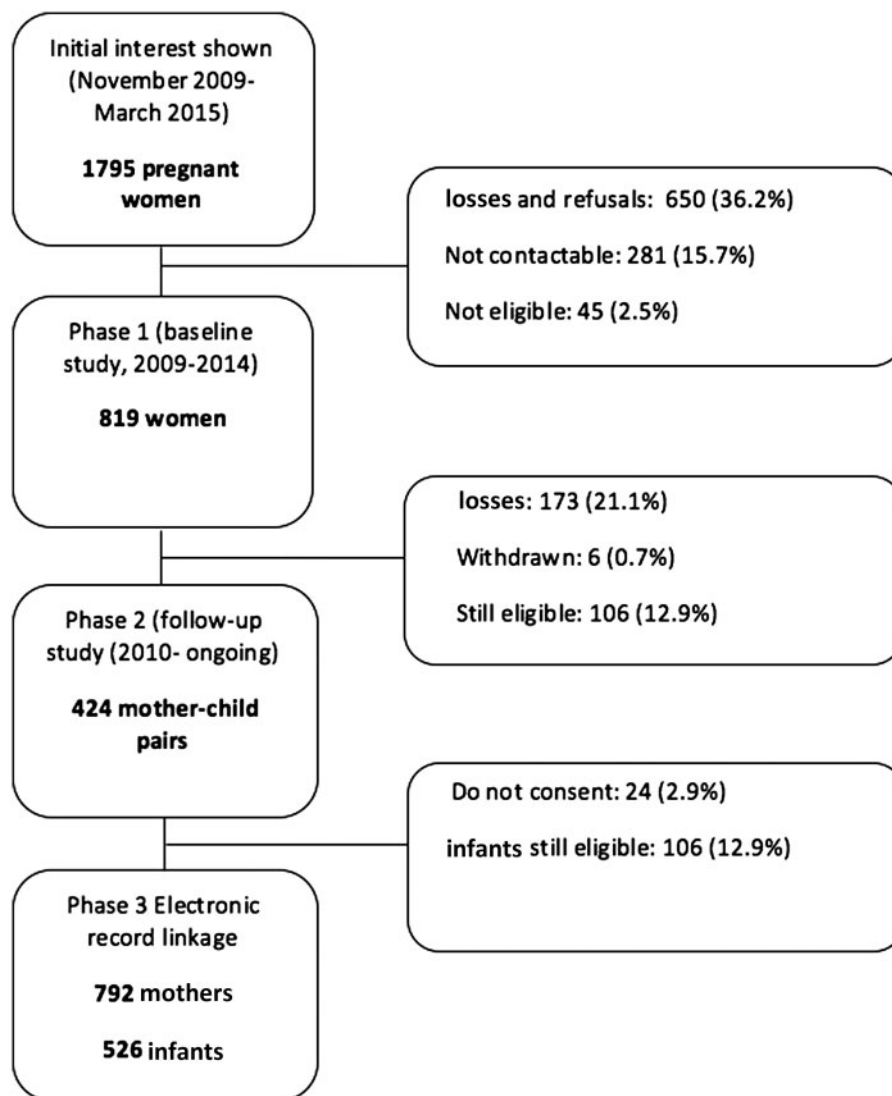 Initial interest shown
(November 2009-
March 2015)
1795 pregnant
women
losses and refusals: 650 (36.2%)
Not contactable: 281 (15.7%)
Not eligible: 45 (2.5%)
Phase 1 (baseline
study, 2009-2014)
819 women
losses: 173 (21.1%)
Withdrawn: 6 (0.7%)
Still eligible: 106 (12.9%)
Phase 2 (follow-up
study (2010- ongoing)
424 mother-child
pairs
Do not consent: 24 (2.9%)
infants still eligible: 106 (12.9%)
Phase 3 Electronic
record linkage
792 mothers
526 infants